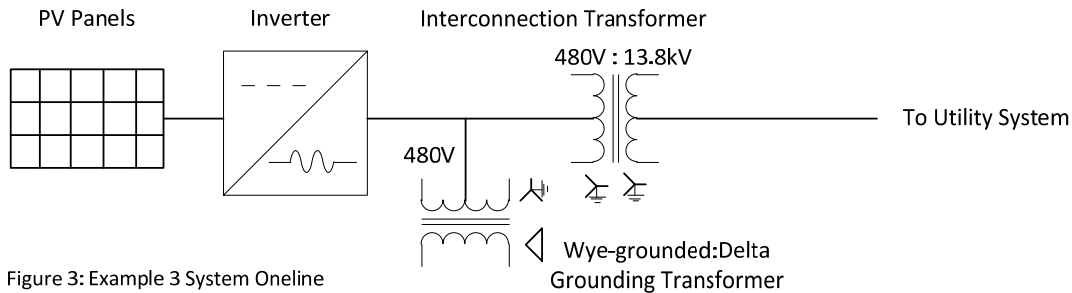 PV Panels
Inverter
Interconnection Transformer
480V : 13.8kV
To Utility System
480V
Wye-grounded:Delta
Grounding Transformer
Figure 3: Example 3 System Oneline